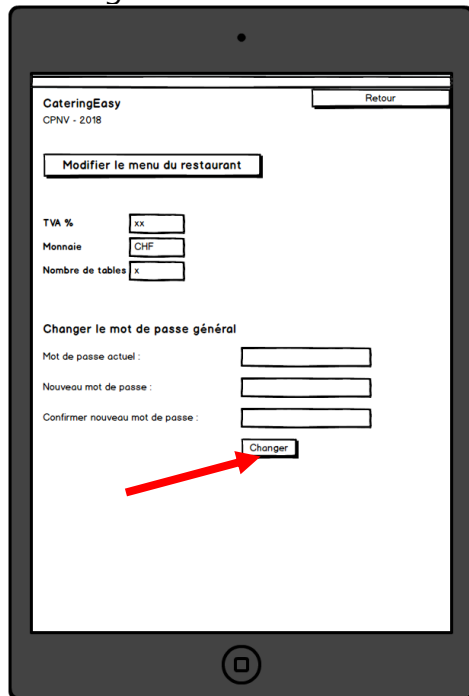 Retour
CateringEasy
CPNV - 2018
Modifier le menu du restaurant
TVA % xx
Monnaie CHF
Nombre de tables x
Changer le mot de passe général
Mot de passe actuel :
Nouveau mot de passe :
Confirmer nouveau mot de passe :
Changer